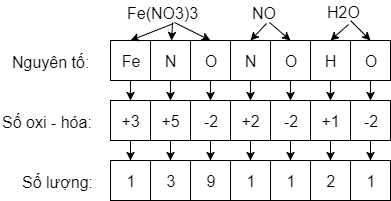 Fe(NO3)3 NO H2O
Nguyên tố: Fe N O N O H O
Số oxi - hóa: +3 +5 -2 +2 -2 +1 -2
Số lượng: 1 3 9 1 1 2 1